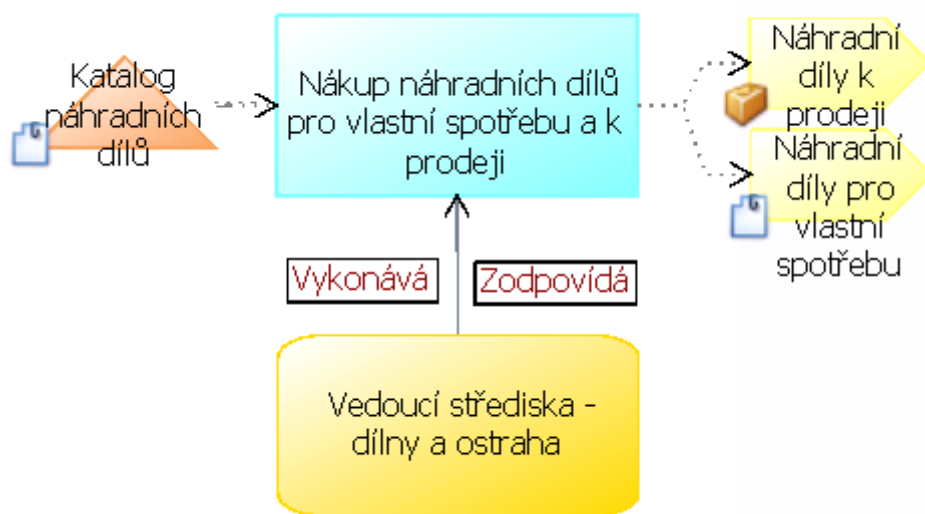 Katalog
náhradních
dílů
Nákup náhradních dílů
pro vlastní spotřebu a k
prodeji
Náhradní
díly k
prodeji
Náhradní
díly pro
vlastní
spotřebu
Vykonává
Zodpovídá
Vedoucí střediska -
dílny a ostraha